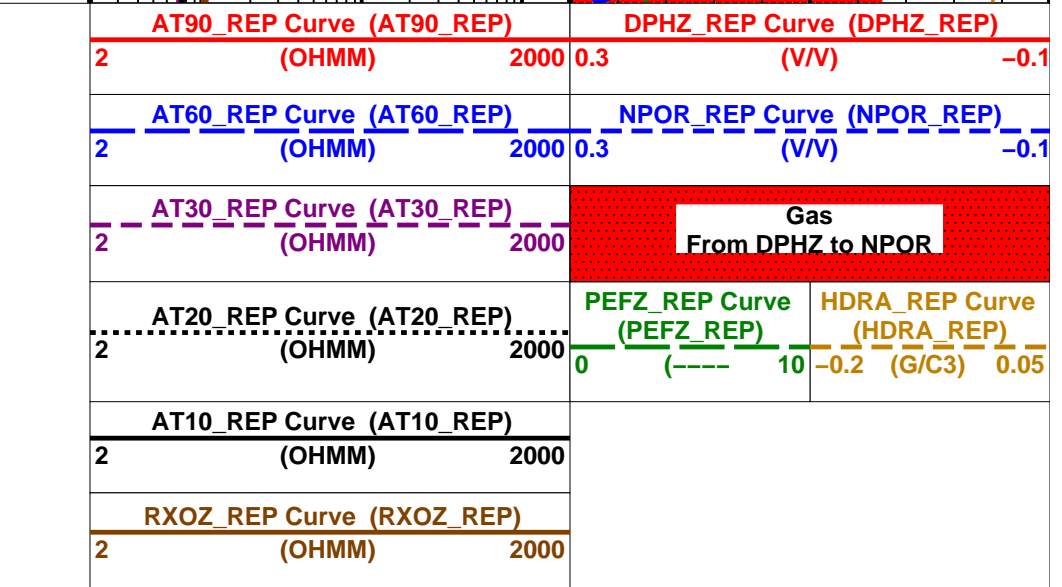 AT90_REP Curve (AT90_REP)
2 (OHMM) 2000
DPHZ_REP Curve (DPHZ_REP)
0.3 (V/V) −0.1
AT60_REP Curve (AT60_REP)
2 (OHMM) 2000
NPOR_REP Curve (NPOR_REP)
0.3 (V/V) −0.1
AT30_REP Curve (AT30_REP)
2 (OHMM) 2000
Gas
From DPHZ to NPOR
AT20_REP Curve (AT20_REP)
2 (OHMM) 2000
PEFZ_REP Curve
(PEFZ_REP)
0 (−−−− 10
HDRA_REP Curve
(HDRA_REP)
−0.2 (G/C3) 0.05
AT10_REP Curve (AT10_REP)
2 (OHMM) 2000
RXOZ_REP Curve (RXOZ_REP)
2 (OHMM) 2000